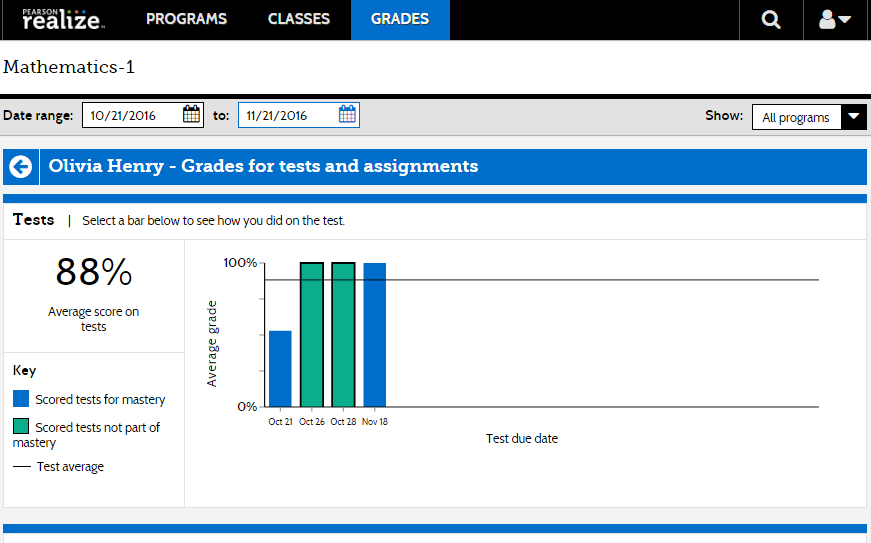 PEARSON
realize™
PROGRAMS
CLASSES
GRADES
Mathematics-1
Date range:
10/21/2016
to:
11/21/2016
Show:
All programs
Olivia Henry - Grades for tests and assignments
Tests | Select a bar below to see how you did on the test.
88%
Average score on
tests
Key
Scored tests for mastery
Scored tests not part of
mastery
Test average
100%
Average grade
0%
Oct 21
Oct 26
Oct 28
Nov 18
Test due date